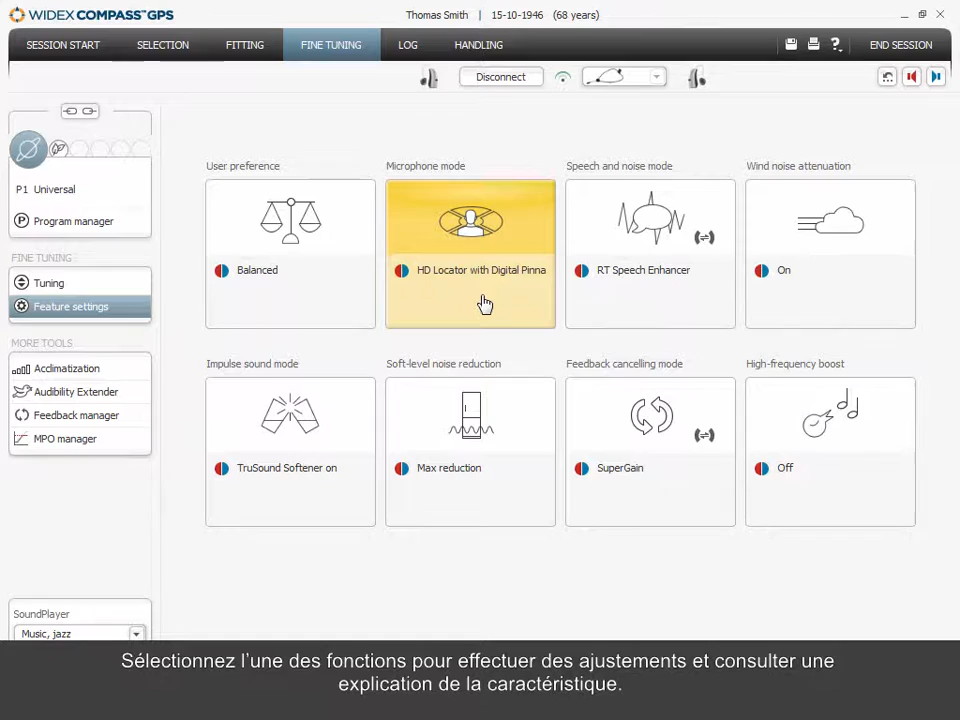 WIDEX COMPASS™ GPS
Thomas Smith | 15-10-1946 (68 years)
SESSION START SELECTION FITTING FINE TUNING LOG HANDLING ? END SESSION
Disconnect
P1 Universal
P Program manager
FINE TUNING
Tuning
Feature settings
MORE TOOLS
Acclimatization
Audibility Extender
Feedback manager
MPO manager
SoundPlayer
Music, jazz
User preference Microphone mode Speech and noise mode Wind noise attenuation
Balanced HD Locator with Digital Pinna RT Speech Enhancer On
Impulse sound mode Soft-level noise reduction Feedback cancelling mode High-frequency boost
TruSound Softener on Max reduction SuperGain Off
Sélectionnez l’une des fonctions pour effectuer des ajustements et consulter une
explication de la caractéristique.